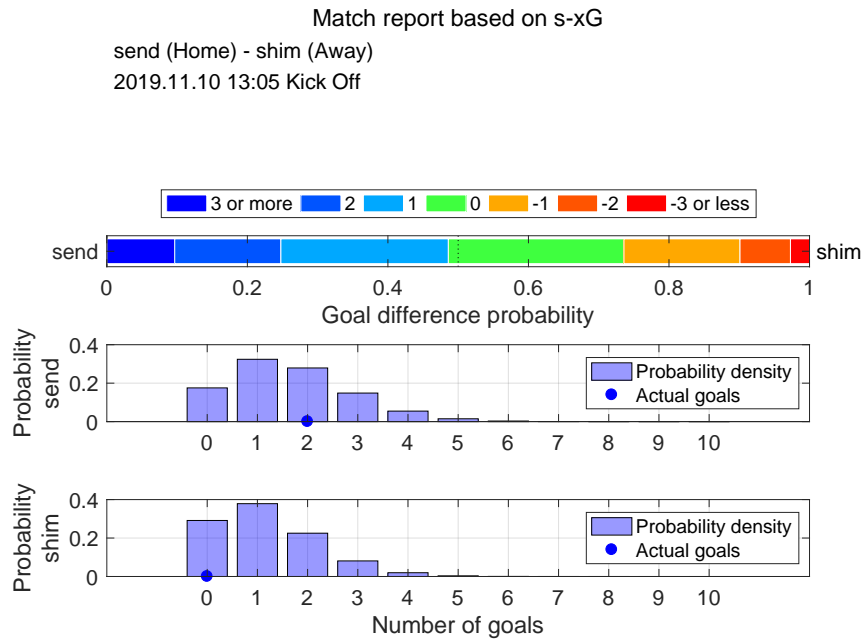 Match report based on s-xG
send (Home) - shim (Away)
2019.11.10 13:05 Kick Off
3 or more 2 1 0 -1 -2 -3 or less
send shim
0 0.2 0.4 0.6 0.8 1
Goal difference probability
Probability
send
0.4
0.2
0
Probability density
Actual goals
0 1 2 3 4 5 6 7 8 9 10
Probability
shim
0.4
0.2
0
Probability density
Actual goals
0 1 2 3 4 5 6 7 8 9 10
Number of goals